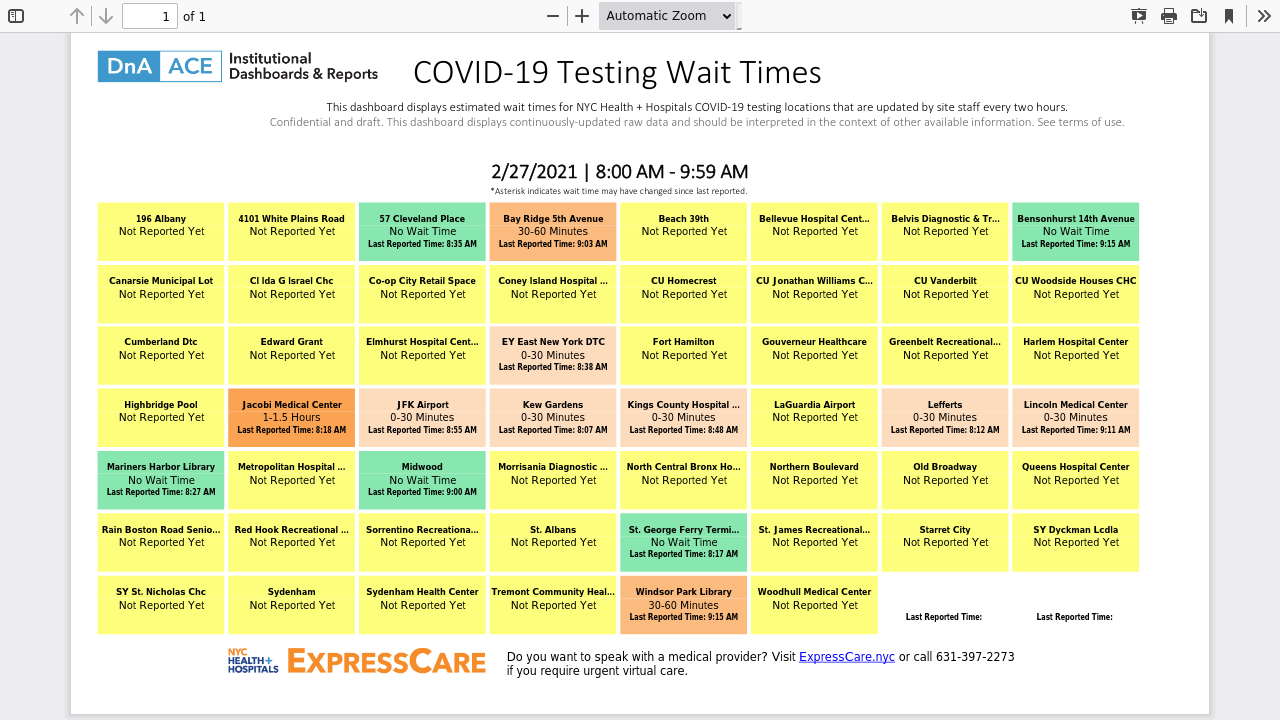 1 of 1 Automatic Zoom
DnA ACE Institutional
Dashboards & Reports
COVID-19 Testing Wait Times
This dashboard displays estimated wait times for NYC Health + Hospitals COVID-19 testing locations that are updated by site staff every two hours.
Confidential and draft. This dashboard displays continuously-updated raw data and should be interpreted in the context of other available information. See terms of use.
2/27/2021 | 8:00 AM - 9:59 AM
*Asterisk indicates wait time may have changed since last reported.
196 Albany 4101 White Plains Road 57 Cleveland Place Bay Ridge 5th Avenue Beach 39th Bellevue Hospital Cent... Belvis Diagnostic & Tr... Bensonhurst 14th Avenue
Not Reported Yet Not Reported Yet No Wait Time 30-60 Minutes Not Reported Yet Not Reported Yet Not Reported Yet No Wait Time
Last Reported Time: 8:35 AM Last Reported Time: 9:03 AM Last Reported Time: 9:15 AM
Canarsie Municipal Lot CI Ida G Israel Chc Co-op City Retail Space Coney Island Hospital ... CU Homecrest CU Jonathan Williams C... CU Vanderbilt CU Woodside Houses CHC
Not Reported Yet Not Reported Yet Not Reported Yet Not Reported Yet Not Reported Yet Not Reported Yet Not Reported Yet Not Reported Yet
Cumberland Dtc Edward Grant Elmhurst Hospital Cent... EY East New York DTC Fort Hamilton Gouverneur Healthcare Greenbelt Recreational... Harlem Hospital Center
Not Reported Yet Not Reported Yet Not Reported Yet 0-30 Minutes Not Reported Yet Not Reported Yet Not Reported Yet Not Reported Yet
Last Reported Time: 8:38 AM
Highbridge Pool Jacobi Medical Center JFK Airport Kew Gardens Kings County Hospital ... LaGuardia Airport Lefferts Lincoln Medical Center
Not Reported Yet 1-1.5 Hours 0-30 Minutes 0-30 Minutes 0-30 Minutes Not Reported Yet 0-30 Minutes 0-30 Minutes
Last Reported Time: 8:18 AM Last Reported Time: 8:55 AM Last Reported Time: 8:07 AM Last Reported Time: 8:48 AM Last Reported Time: 8:12 AM Last Reported Time: 9:11 AM
Mariners Harbor Library Metropolitan Hospital ... Midwood Morrisania Diagnostic ... North Central Bronx Ho... Northern Boulevard Old Broadway Queens Hospital Center
No Wait Time Not Reported Yet No Wait Time Not Reported Yet Not Reported Yet Not Reported Yet Not Reported Yet Not Reported Yet
Last Reported Time: 8:27 AM Last Reported Time: 9:00 AM
Rain Boston Road Senio... Red Hook Recreational ... Sorrentino Recreationa... St. Albans St. George Ferry Termi... St. James Recreational... Starret City SY Dyckman Lcdla
Not Reported Yet Not Reported Yet Not Reported Yet Not Reported Yet No Wait Time Not Reported Yet Not Reported Yet Not Reported Yet
Last Reported Time: 8:17 AM
SY St. Nicholas Chc Sydenham Sydenham Health Center Tremont Community Heal... Windsor Park Library Woodhull Medical Center
Not Reported Yet Not Reported Yet Not Reported Yet Not Reported Yet 30-60 Minutes Not Reported Yet
Last Reported Time: 9:15 AM Last Reported Time: Last Reported Time:
NYC
HEALTH+
HOSPITALS
EXPRESSCARE
Do you want to speak with a medical provider? Visit ExpressCare.nyc or call 631-397-2273
if you require urgent virtual care.